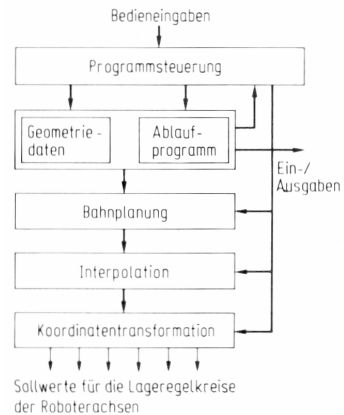 Bedieneingaben
Programmsteuerung
Geometrie-
daten
Ablauf-
programm
Ein-/
Ausgaben
Bahnplanung
Interpolation
Koordinatentransformation
Sollwerte für die Lageregelkreise
der Roboterachsen